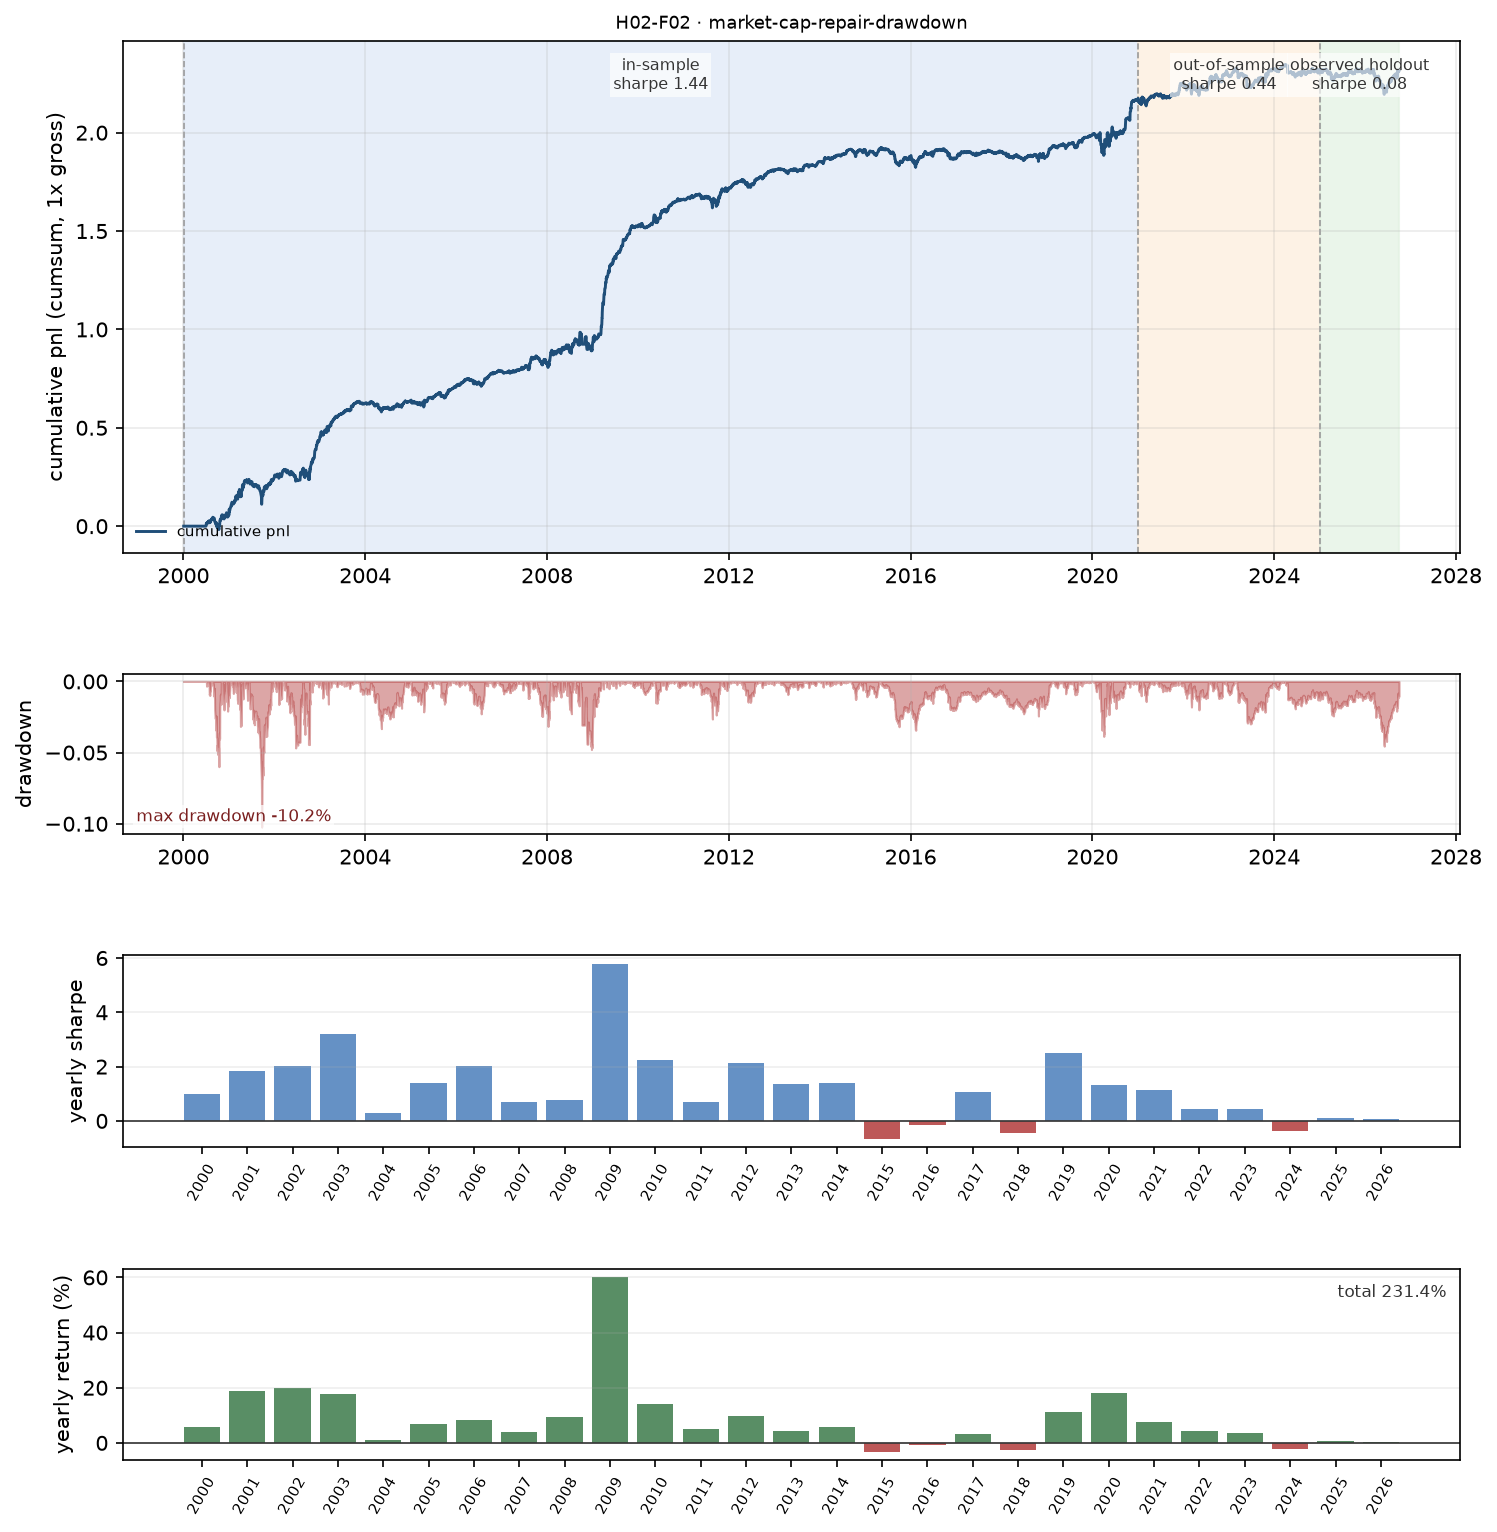 H02-F02 · market-cap-repair-drawdown
in-sample
sharpe 1.44
out-of-sample
sharpe 0.44
observed holdout
sharpe 0.08
cumulative pnl (cumsum, 1x gross)
2.0
1.5
1.0
0.5
0.0
cumulative pnl
2000 2004 2008 2012 2016 2020 2024 2028
drawdown
0.00
−0.05
−0.10
max drawdown -10.2%
2000 2004 2008 2012 2016 2020 2024 2028
yearly sharpe
6
4
2
0
2000 2001 2002 2003 2004 2005 2006 2007 2008 2009 2010 2011 2012 2013 2014 2015 2016 2017 2018 2019 2020 2021 2022 2023 2024 2025 2026
yearly return (%)
60
40
20
0
total 231.4%
2000 2001 2002 2003 2004 2005 2006 2007 2008 2009 2010 2011 2012 2013 2014 2015 2016 2017 2018 2019 2020 2021 2022 2023 2024 2025 2026